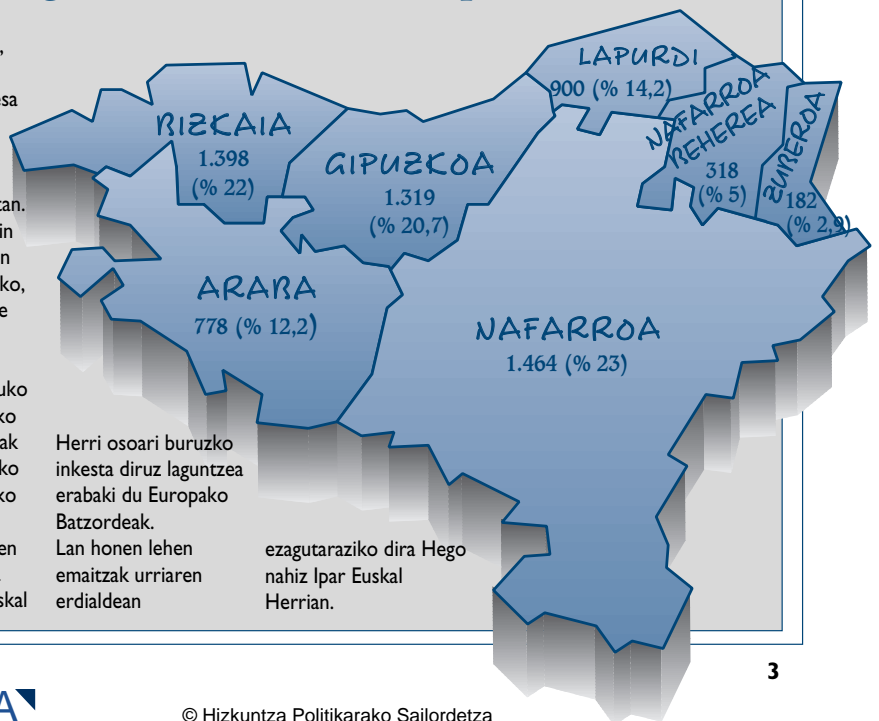 LAPURDI
900 (% 14,2)
BIZKAIA
1.398
(% 22)
GIPUZKOA
1.319
(% 20,7)
NAFARROA
BEHEREA
318
(% 5)
ZUBEROA
182
(% 2,9)
ARABA
778 (% 12,2)
NAFARROA
1.464 (% 23)
Herri osoari buruzko
inkesta diruz laguntzea
erabaki du Europako
Batzordeak.
Lan honen lehen
emaitzak urriaren
erdialdean
ezagutaraziko dira Hego
nahiz Ipar Euskal
Herrian.
3
© Hizkuntza Politikarako Sailordetza